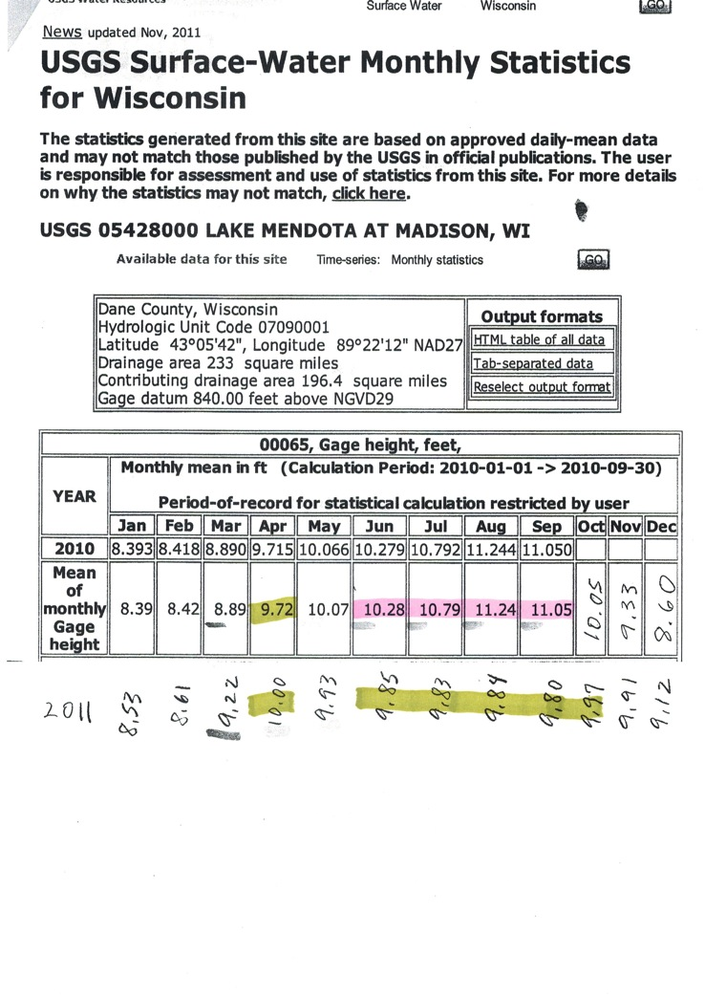 USGS Water Resources
Surface Water Wisconsin GO
News updated Nov, 2011
USGS Surface-Water Monthly Statistics
for Wisconsin
The statistics generated from this site are based on approved daily-mean data
and may not match those published by the USGS in official publications. The user
is responsible for assessment and use of statistics from this site. For more details
on why the statistics may not match, click here.
USGS 05428000 LAKE MENDOTA AT MADISON, WI
Available data for this site Time-series: Monthly statistics GO
Dane County, Wisconsin
Hydrologic Unit Code 07090001
Latitude 43°05'42", Longitude 89°22'12" NAD27
Drainage area 233 square miles
Contributing drainage area 196.4 square miles
Gage datum 840.00 feet above NGVD29
Output formats
HTML table of all data
Tab-separated data
Reselect output format
00065, Gage height, feet,
YEAR
Monthly mean in ft (Calculation Period: 2010-01-01 -> 2010-09-30)
Period-of-record for statistical calculation restricted by user
Jan Feb Mar Apr May Jun Jul Aug Sep Oct Nov Dec
2010 8.393 8.418 8.890 9.715 10.066 10.279 10.792 11.244 11.050
Mean
of
monthly
Gage
height
8.39 8.42 8.89 9.72 10.07 10.28 10.79 11.24 11.05 10.05 9.33 8.60
2011 8.53 8.61 9.22 10.00 9.93 9.85 9.83 9.84 9.80 9.97 9.91 9.12